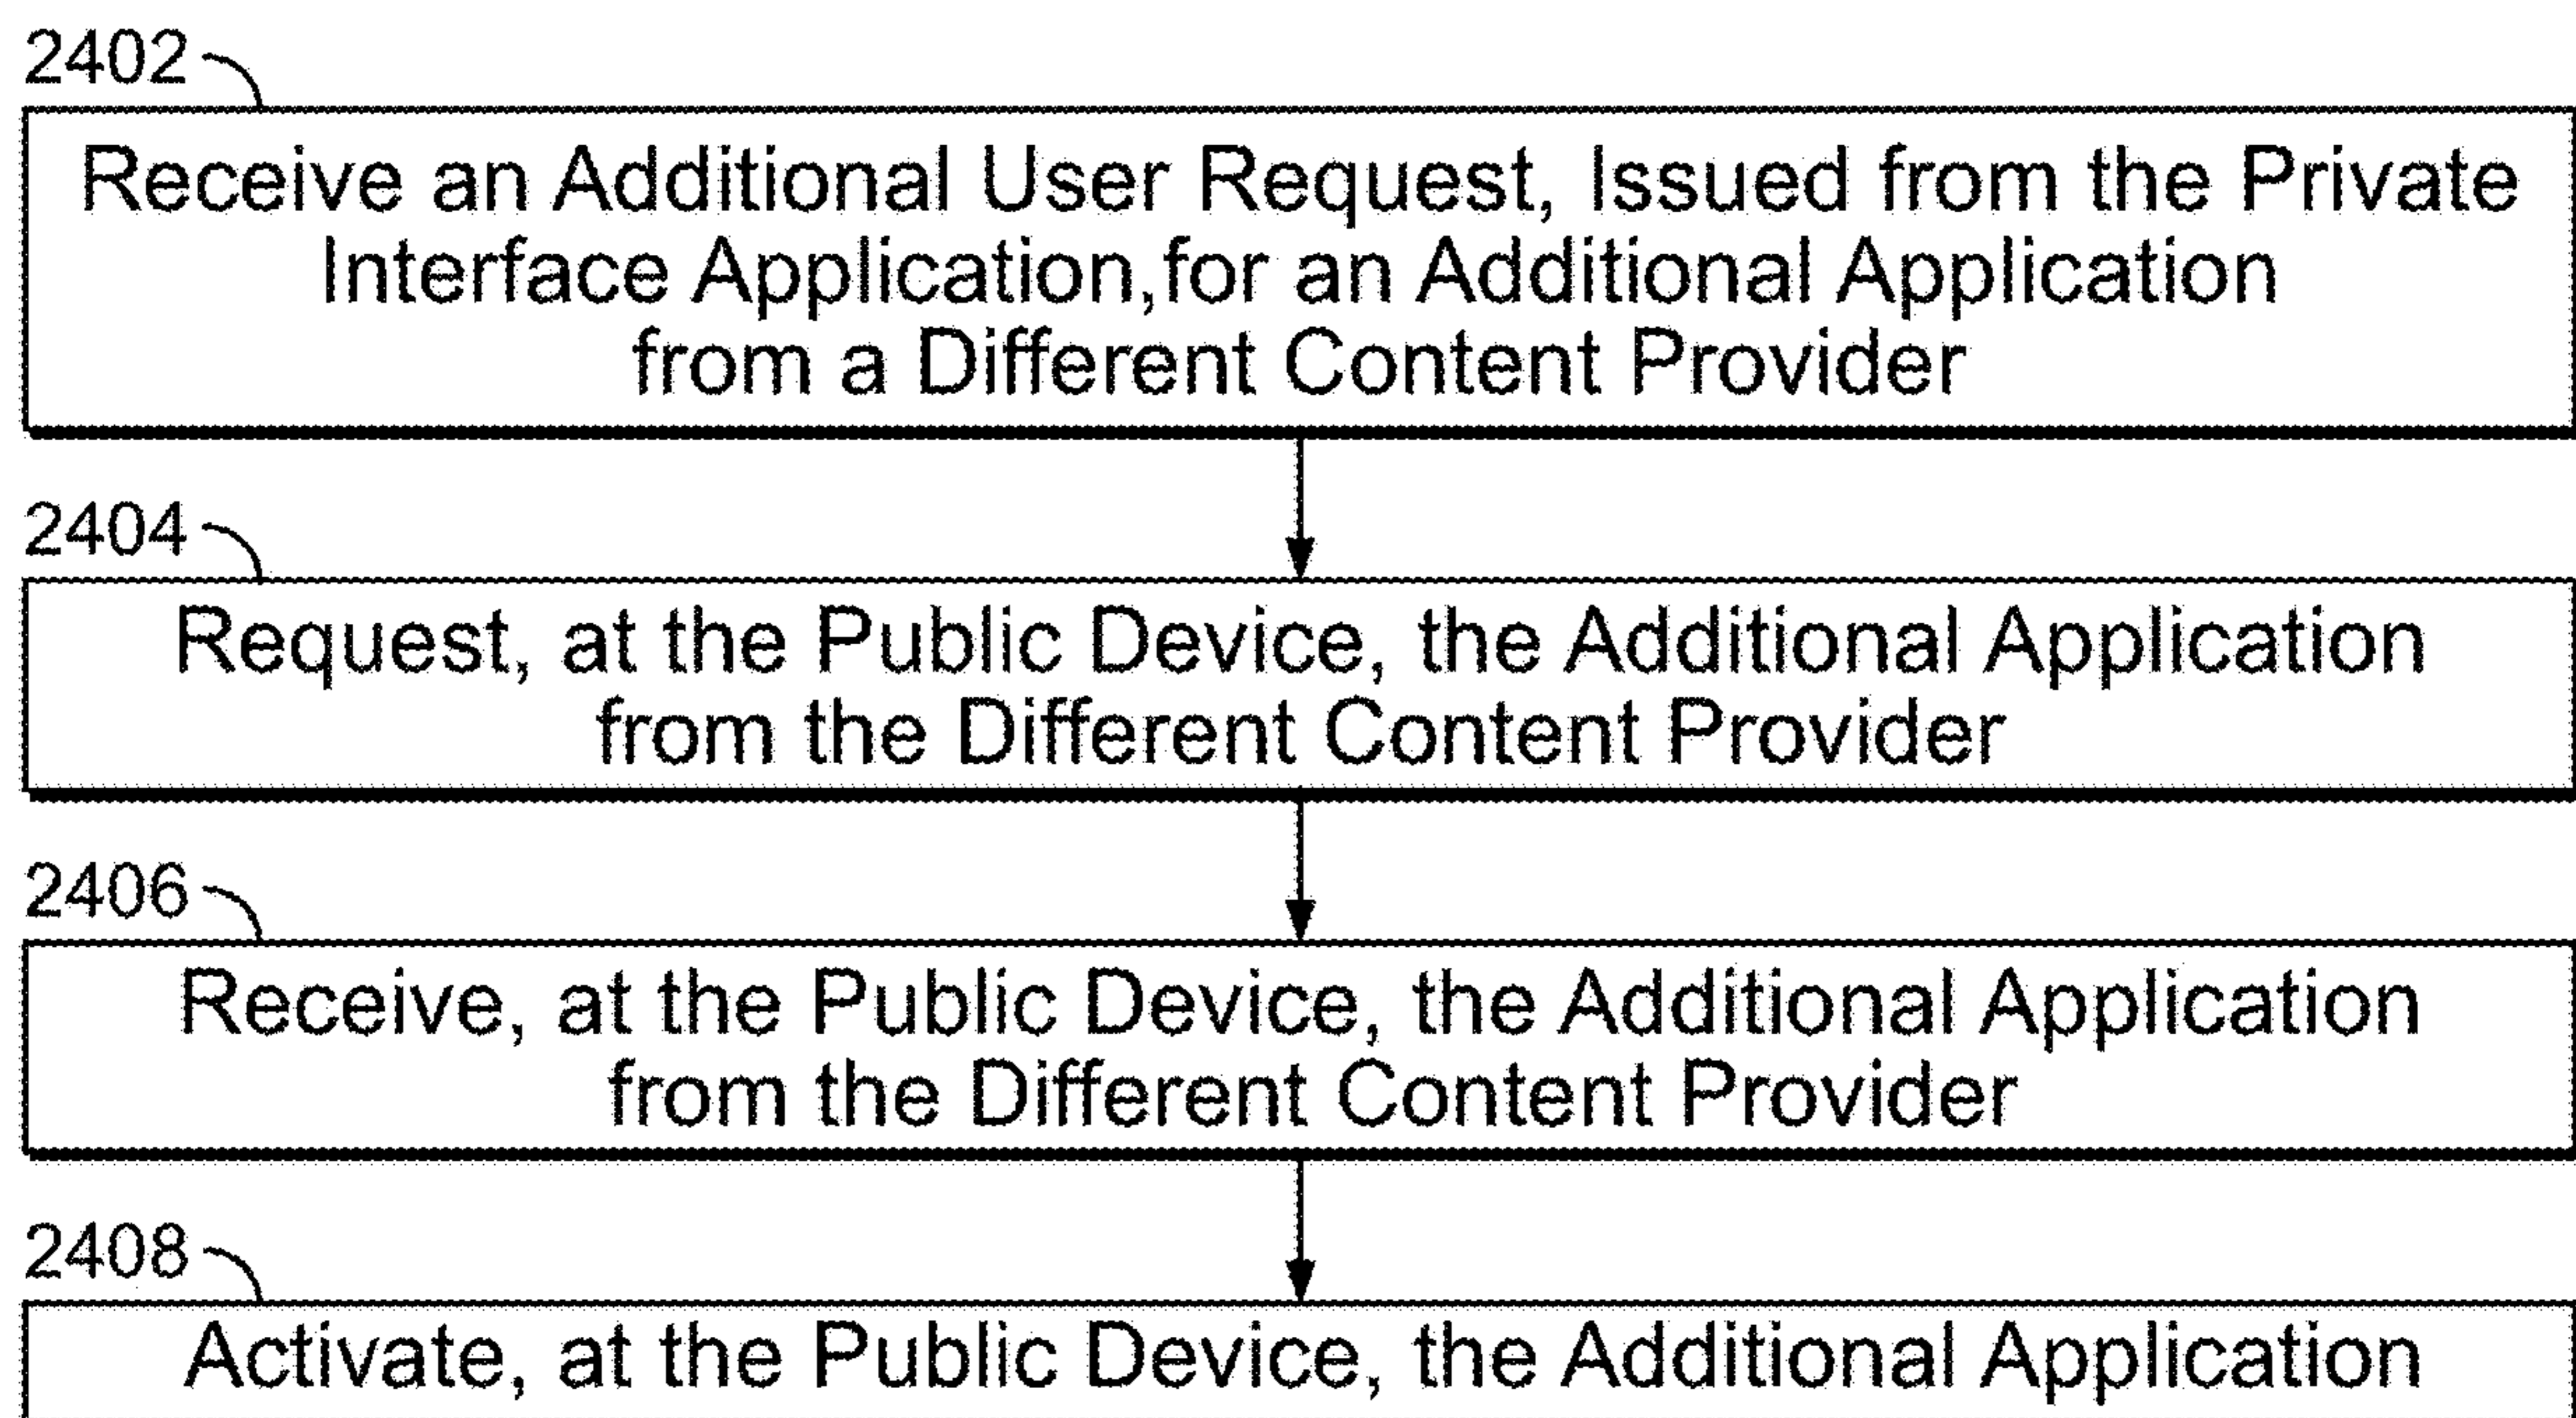 2402
Receive an Additional User Request, Issued from the Private
Interface Application,for an Additional Application
from a Different Content Provider
2404
Request, at the Public Device, the Additional Application
from the Different Content Provider
2406
Receive, at the Public Device, the Additional Application
from the Different Content Provider
2408
Activate, at the Public Device, the Additional Application